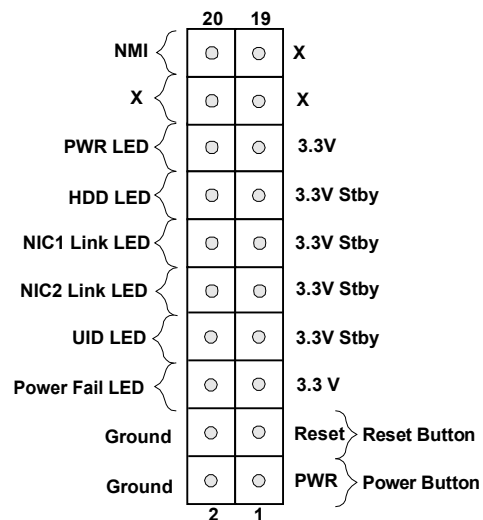 20 19
NMI X
X X
PWR LED 3.3V
HDD LED 3.3V Stby
NIC1 Link LED 3.3V Stby
NIC2 Link LED 3.3V Stby
UID LED 3.3V Stby
Power Fail LED 3.3 V
Ground Reset Reset Button
Ground PWR Power Button
2 1